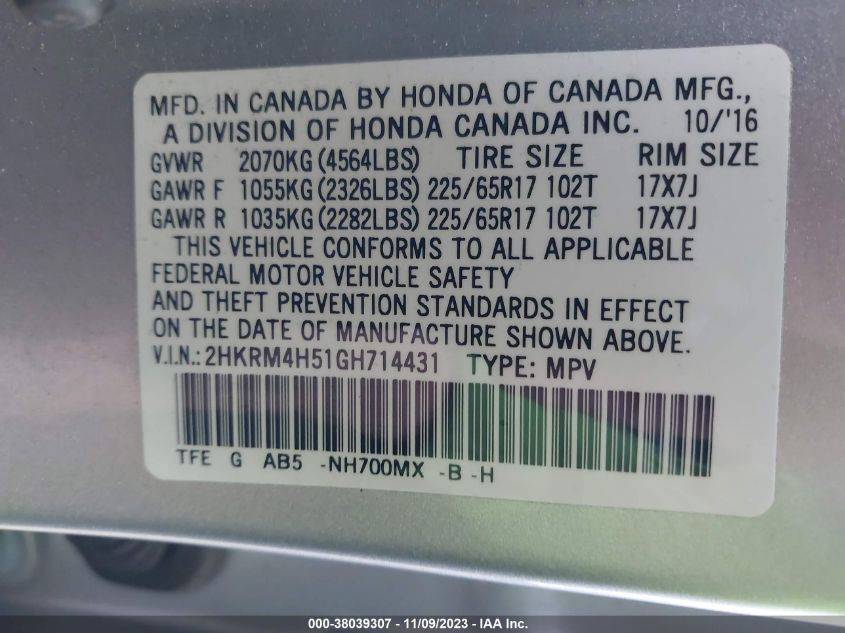 MFD. IN CANADA BY HONDA OF CANADA MFG.,
A DIVISION OF HONDA CANADA INC. 10/'16
GVWR 2070KG (4564LBS) TIRE SIZE RIM SIZE
GAWR F 1055KG (2326LBS) 225/65R17 102T 17X7J
GAWR R 1035KG (2282LBS) 225/65R17 102T 17X7J
THIS VEHICLE CONFORMS TO ALL APPLICABLE
FEDERAL MOTOR VEHICLE SAFETY
AND THEFT PREVENTION STANDARDS IN EFFECT
ON THE DATE OF MANUFACTURE SHOWN ABOVE.
V.I.N.: 2HKRM4H51GH714431 TYPE: MPV
TFE G AB5 -NH700MX -B -H
000-38039307 - 11/09/2023 - IAA Inc.